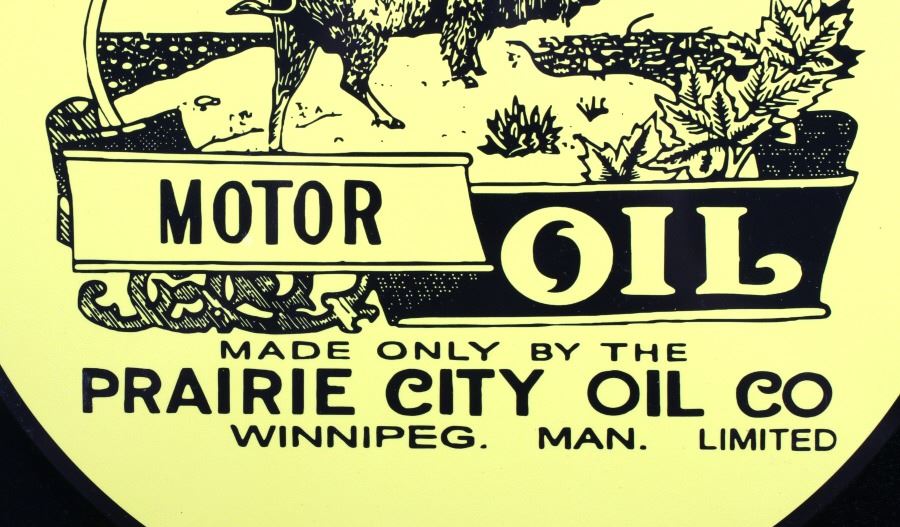 MOTOR OIL
MADE ONLY BY THE
PRAIRIE CITY OIL CO
WINNIPEG. MAN. LIMITED